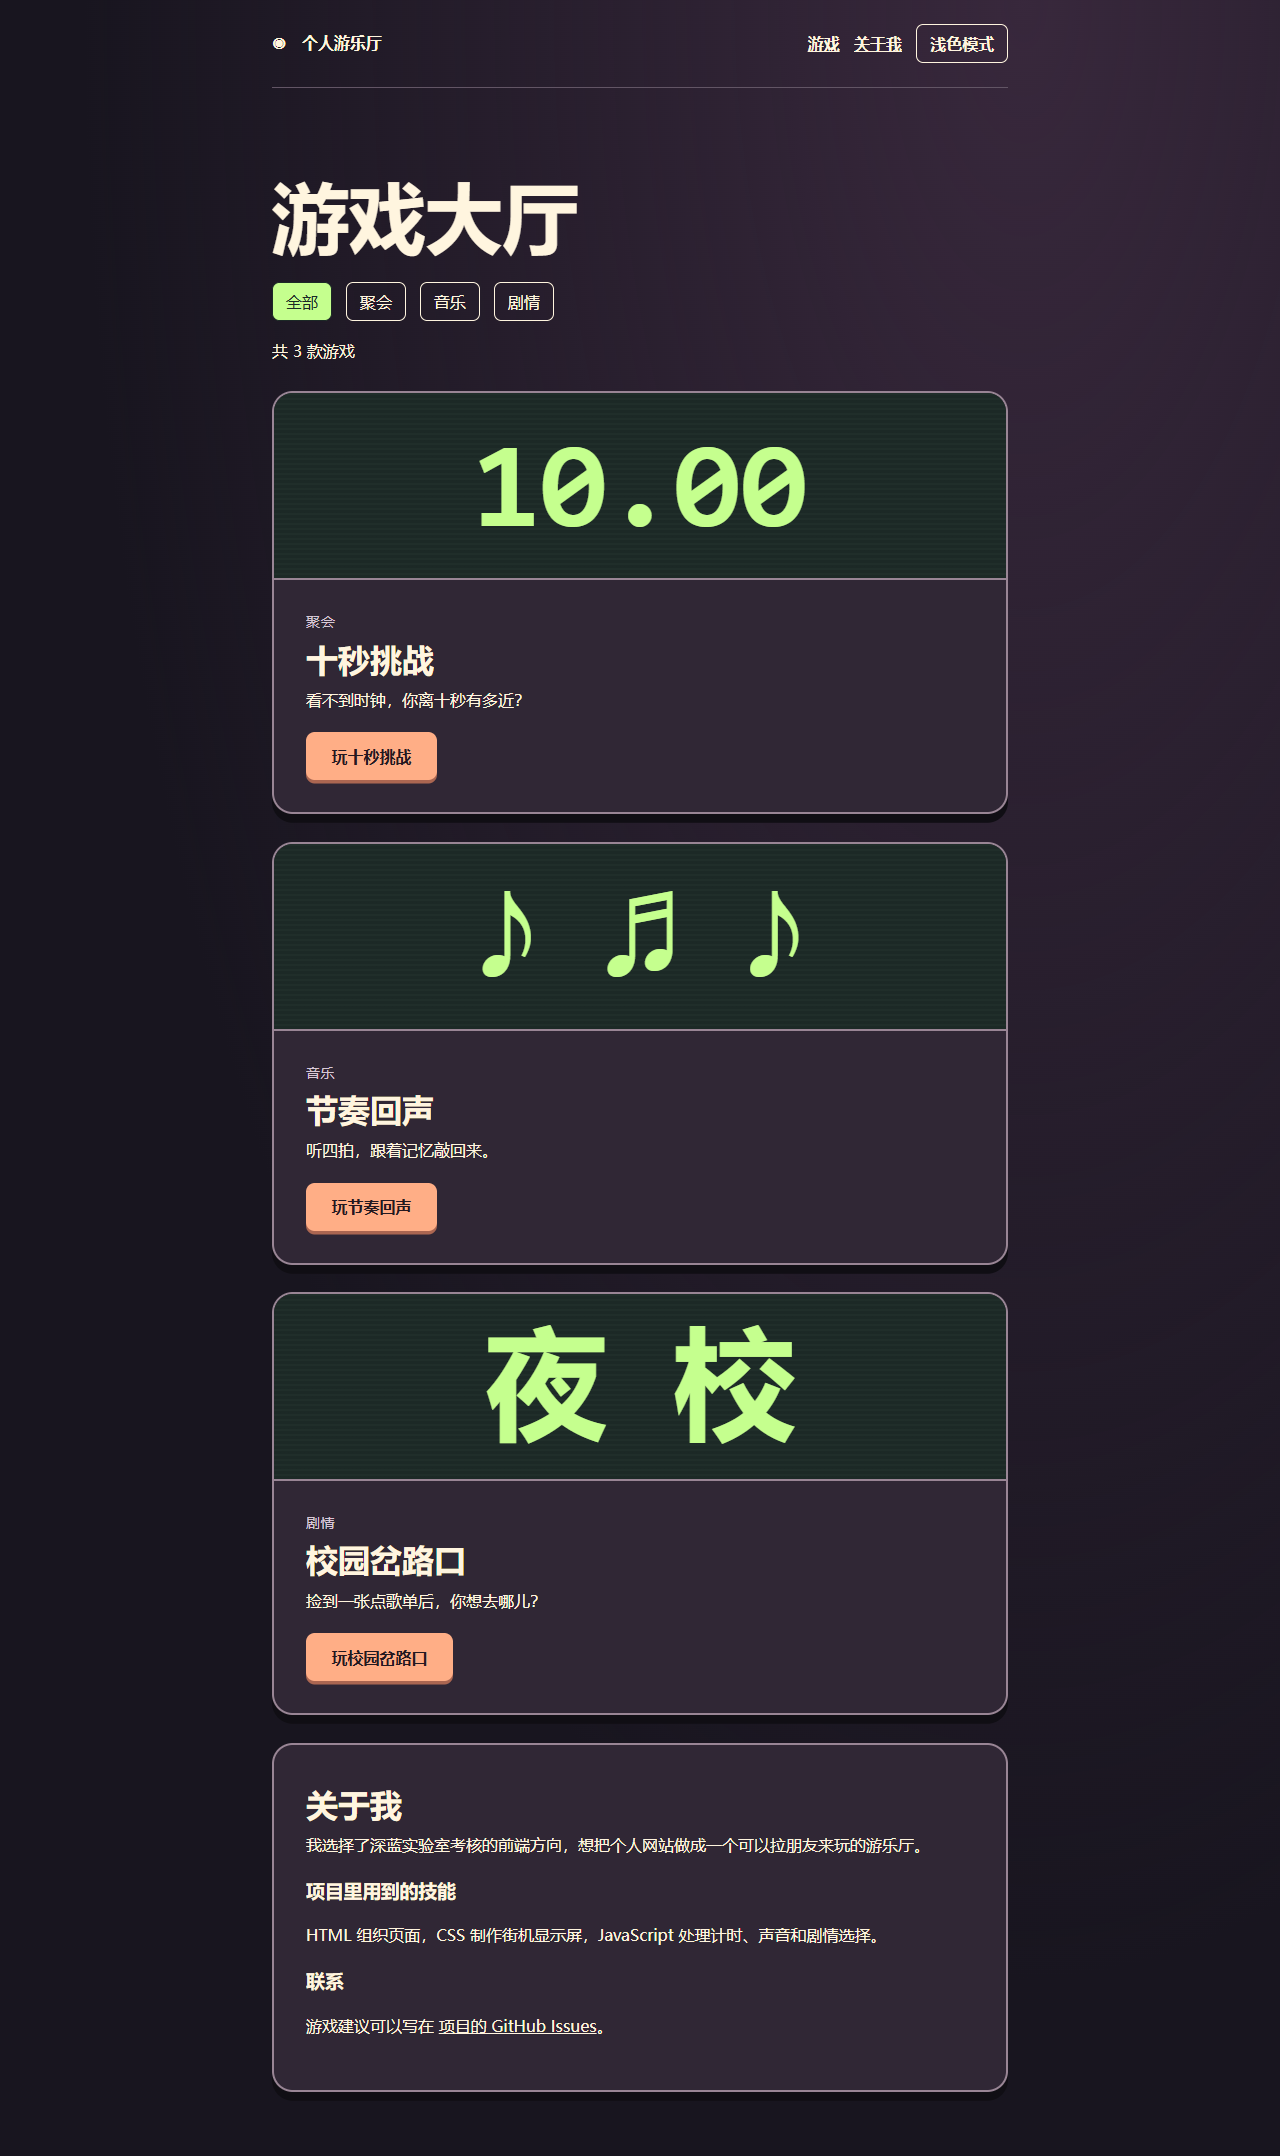 ◉ 个人游乐厅
游戏 关于我 浅色模式
游戏大厅
全部 聚会 音乐 剧情
共 3 款游戏
10.00
聚会
十秒挑战
看不到时钟，你离十秒有多近？
玩十秒挑战
♪ ♬ ♪
音乐
节奏回声
听四拍，跟着记忆敲回来。
玩节奏回声
夜 校
剧情
校园岔路口
捡到一张点歌单后，你想去哪儿？
玩校园岔路口
关于我
我选择了深蓝实验室考核的前端方向，想把个人网站做成一个可以拉朋友来玩的游乐厅。
项目里用到的技能
HTML 组织页面，CSS 制作街机显示屏，JavaScript 处理计时、声音和剧情选择。
联系
游戏建议可以写在 项目的 GitHub Issues。